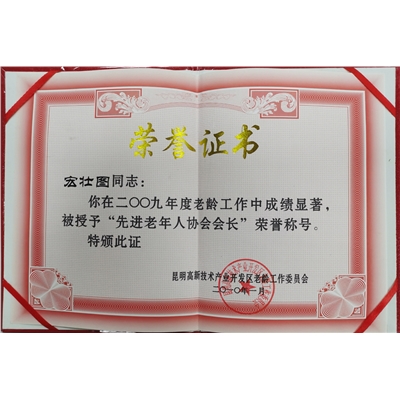 荣誉证书
宏壮图同志：
你在二〇〇九年度老龄工作中成绩显著，
被授予“先进老年人协会会长”荣誉称号。
特颁此证
昆明高新技术产业开发区老龄工作委员会
二〇一〇年一月